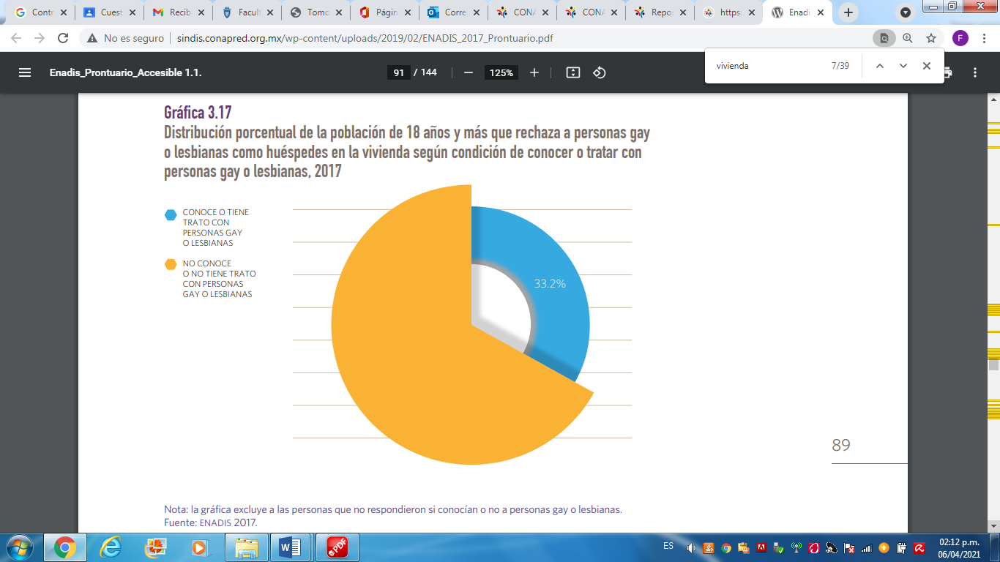 Contr
Cuest
Recib
Facul
Tomo
Págin
Corre
CONA
CONA
Repor
https:
Enadi
No es seguro | sindis.conapred.org.mx/wp-content/uploads/2019/02/ENADIS_2017_Prontuario.pdf
F
vivienda 7/39
Enadis_Prontuario_Accesible 1.1.
91 / 144
125%
Gráfica 3.17
Distribución porcentual de la población de 18 años y más que rechaza a personas gay
o lesbianas como huéspedes en la vivienda según condición de conocer o tratar con
personas gay o lesbianas, 2017
CONOCE O TIENE
TRATO CON
PERSONAS GAY
O LESBIANAS
NO CONOCE
O NO TIENE TRATO
CON PERSONAS
GAY O LESBIANAS
33.2%
89
Nota: la gráfica excluye a las personas que no respondieron si conocían o no a personas gay o lesbianas.
Fuente: ENADIS 2017.
PDF
ES
02:12 p.m.
06/04/2021